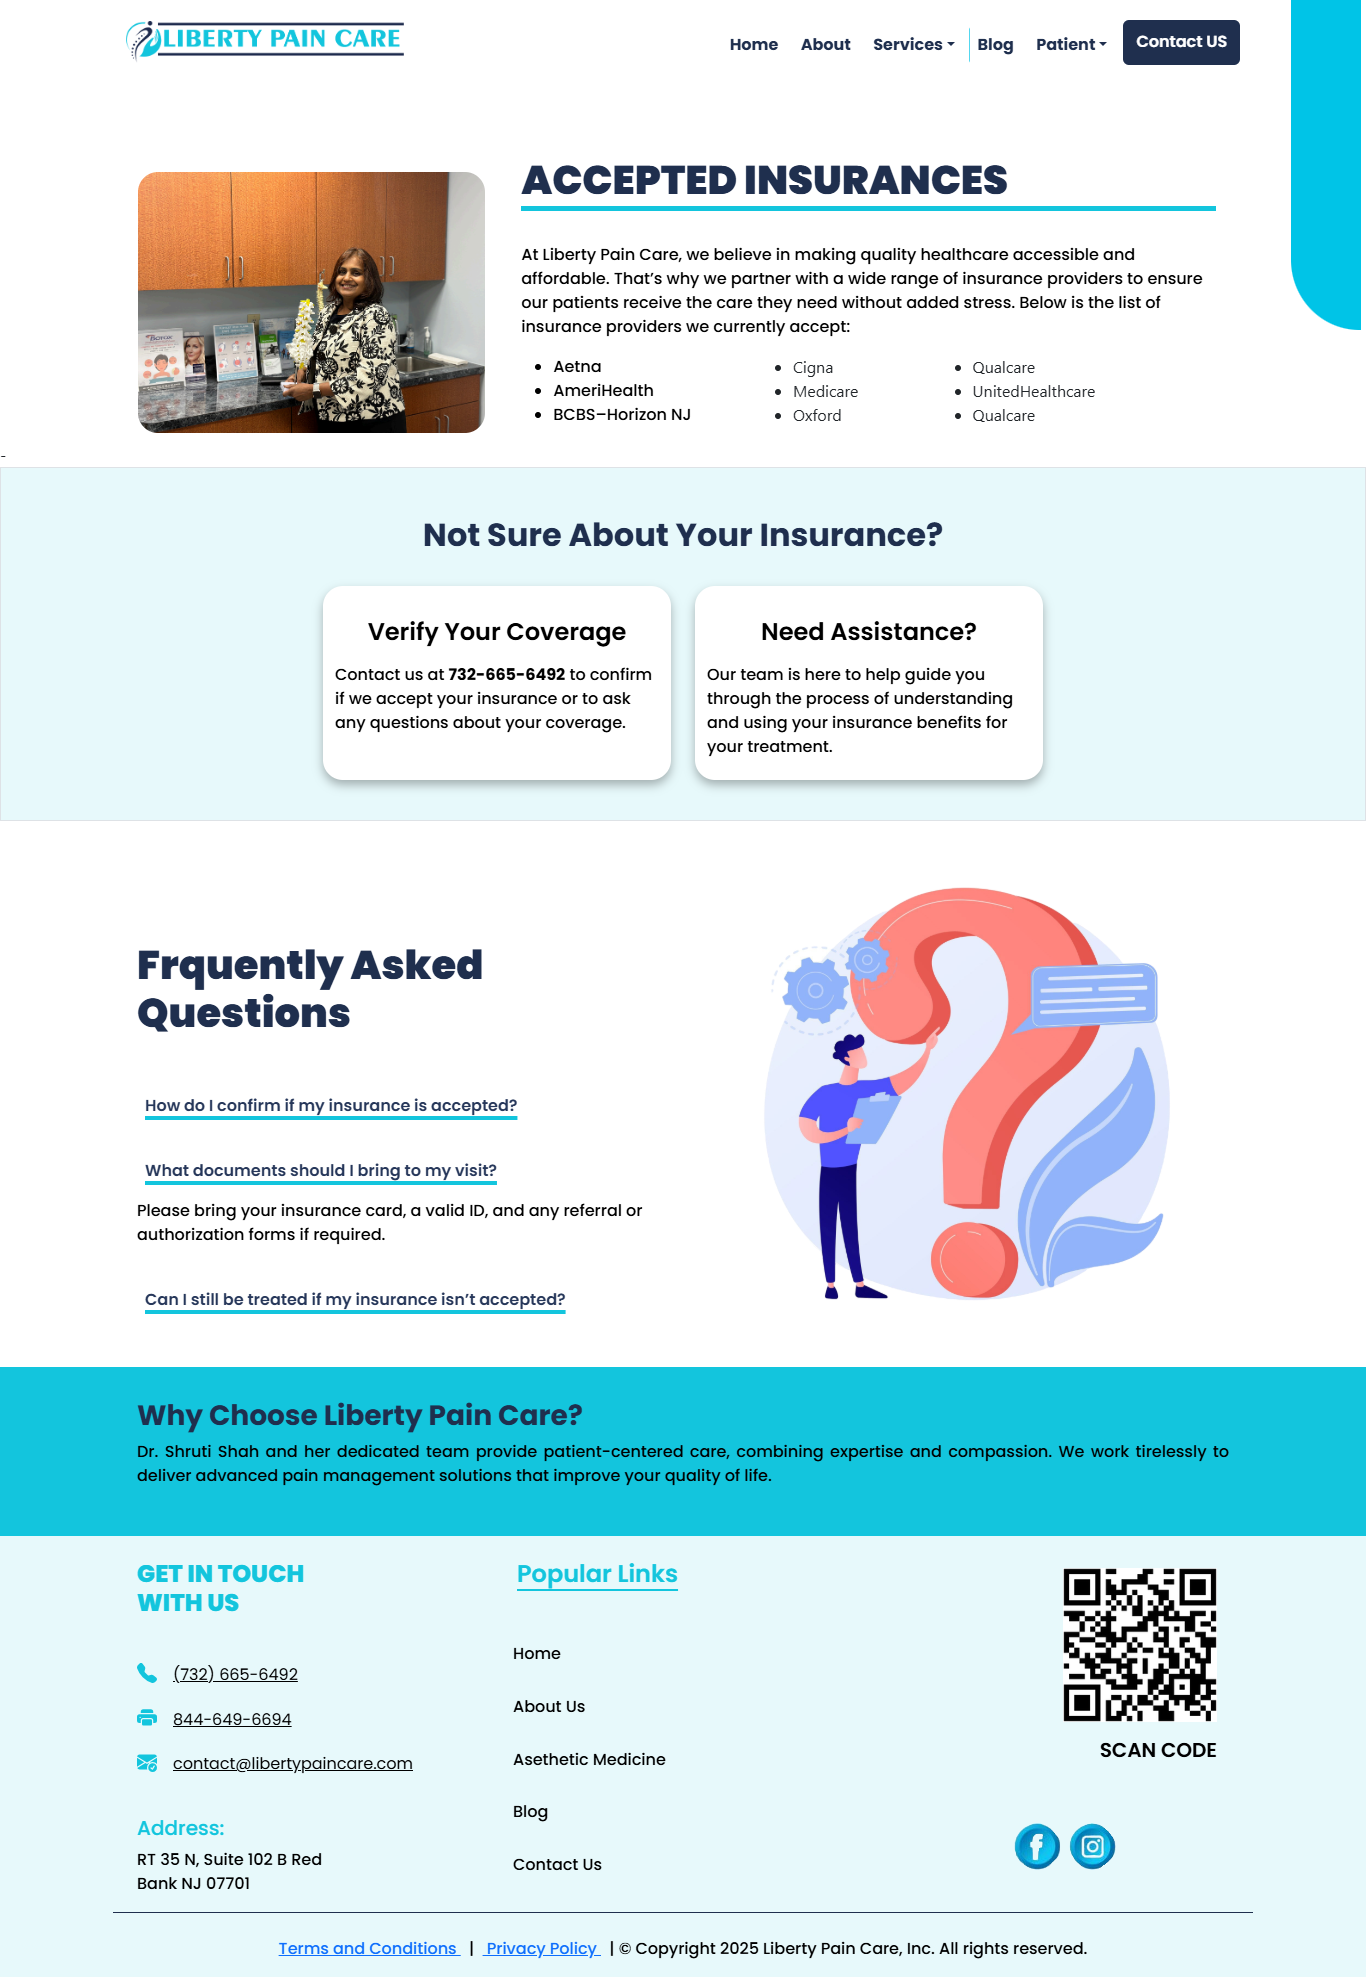 LIBERTY PAIN CARE
Home About Services Blog Patient Contact US
ACCEPTED INSURANCES
At Liberty Pain Care, we believe in making quality healthcare accessible and
affordable. That’s why we partner with a wide range of insurance providers to ensure
our patients receive the care they need without added stress. Below is the list of
insurance providers we currently accept:
• Aetna
• AmeriHealth
• BCBS–Horizon NJ
• Cigna
• Medicare
• Oxford
• Qualcare
• UnitedHealthcare
• Qualcare
BOTOX
-
Not Sure About Your Insurance?
Verify Your Coverage
Contact us at 732-665-6492 to confirm
if we accept your insurance or to ask
any questions about your coverage.
Need Assistance?
Our team is here to help guide you
through the process of understanding
and using your insurance benefits for
your treatment.
Frquently Asked
Questions
How do I confirm if my insurance is accepted?
What documents should I bring to my visit?
Please bring your insurance card, a valid ID, and any referral or
authorization forms if required.
Can I still be treated if my insurance isn’t accepted?
Why Choose Liberty Pain Care?
Dr. Shruti Shah and her dedicated team provide patient-centered care, combining expertise and compassion. We work tirelessly to
deliver advanced pain management solutions that improve your quality of life.
GET IN TOUCH
WITH US
(732) 665-6492
844-649-6694
contact@libertypaincare.com
Address:
RT 35 N, Suite 102 B Red
Bank NJ 07701
Popular Links
Home
About Us
Asethetic Medicine
Blog
Contact Us
SCAN CODE
Terms and Conditions | Privacy Policy | © Copyright 2025 Liberty Pain Care, Inc. All rights reserved.